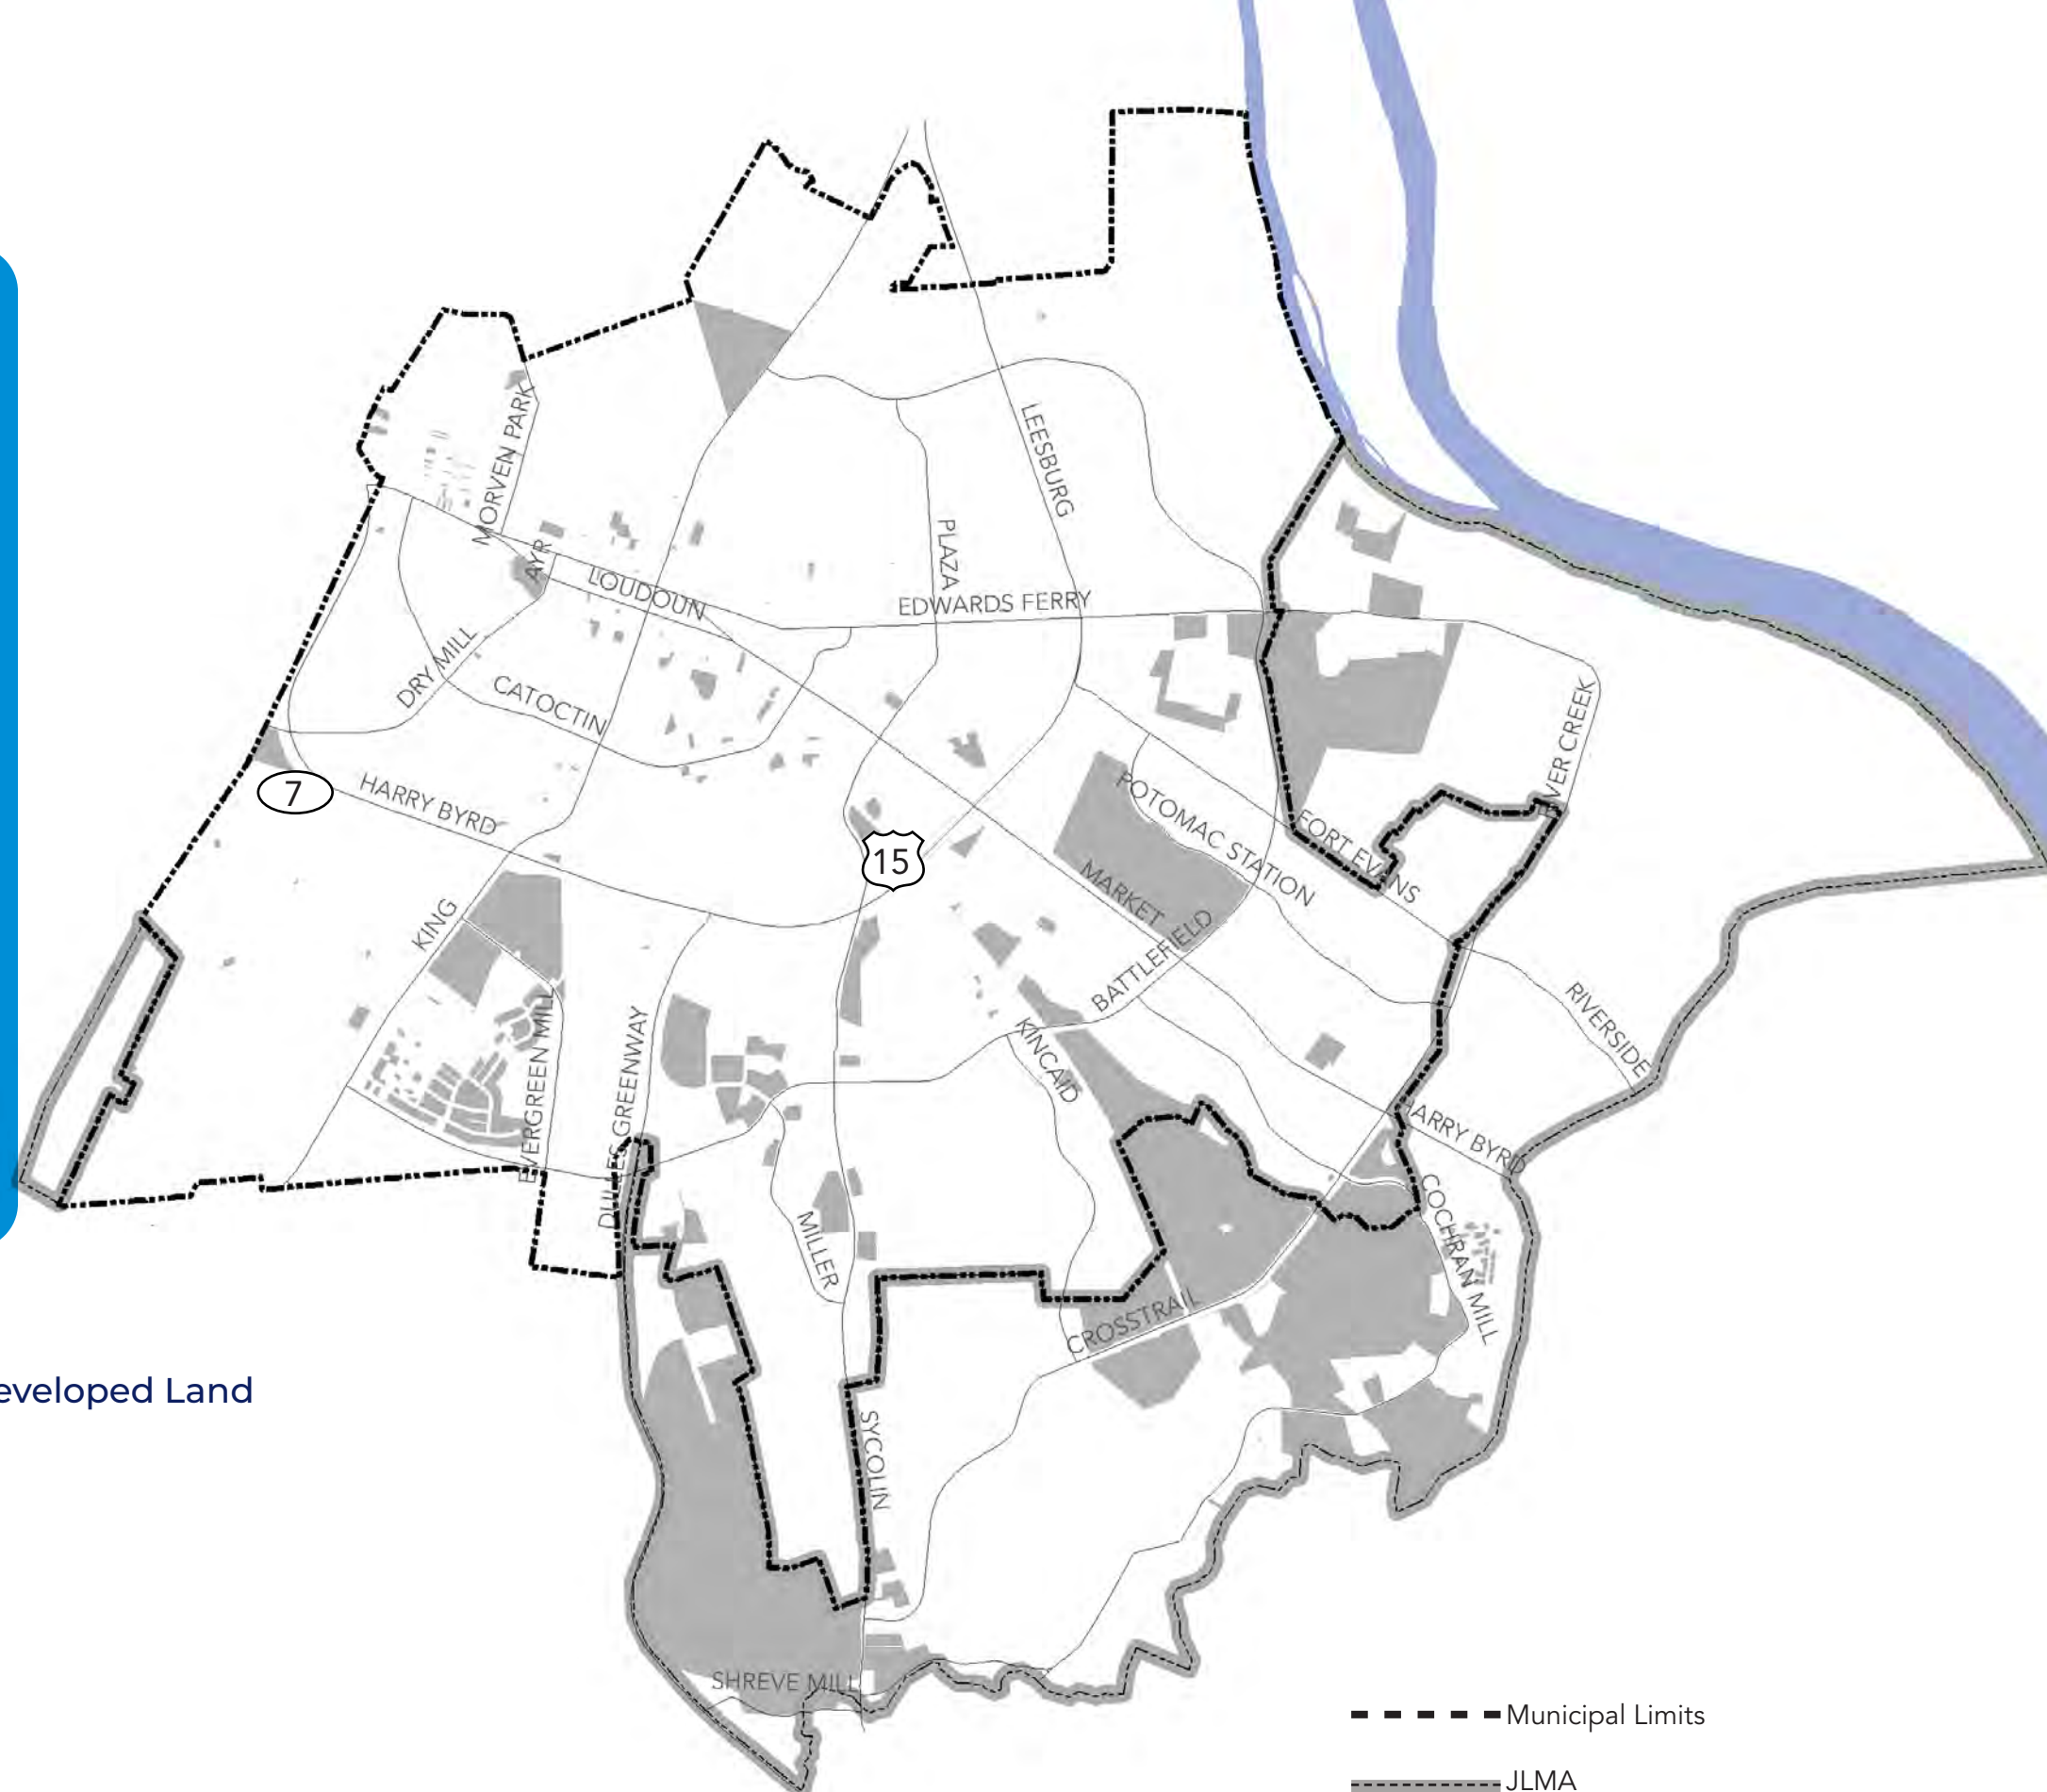 MORVEN PARK
LEESBURG
PLAZA
AYR
LOUDOUN
EDWARDS FERRY
DRY MILL
CATOCTIN
7
HARRY BYRD
15
POTOMAC STATION
FORT EVANS
MARKET
BATTLEFIELD
KING
KINCAID
RIVERSIDE
EVERGREEN MILL
DULLES GREENWAY
HARRY BYRD
COCHRAN MILL
MILLER
CROSSTRAIL
SYCOLIN
SHREVE MILL
eveloped Land
Municipal Limits
JLMA